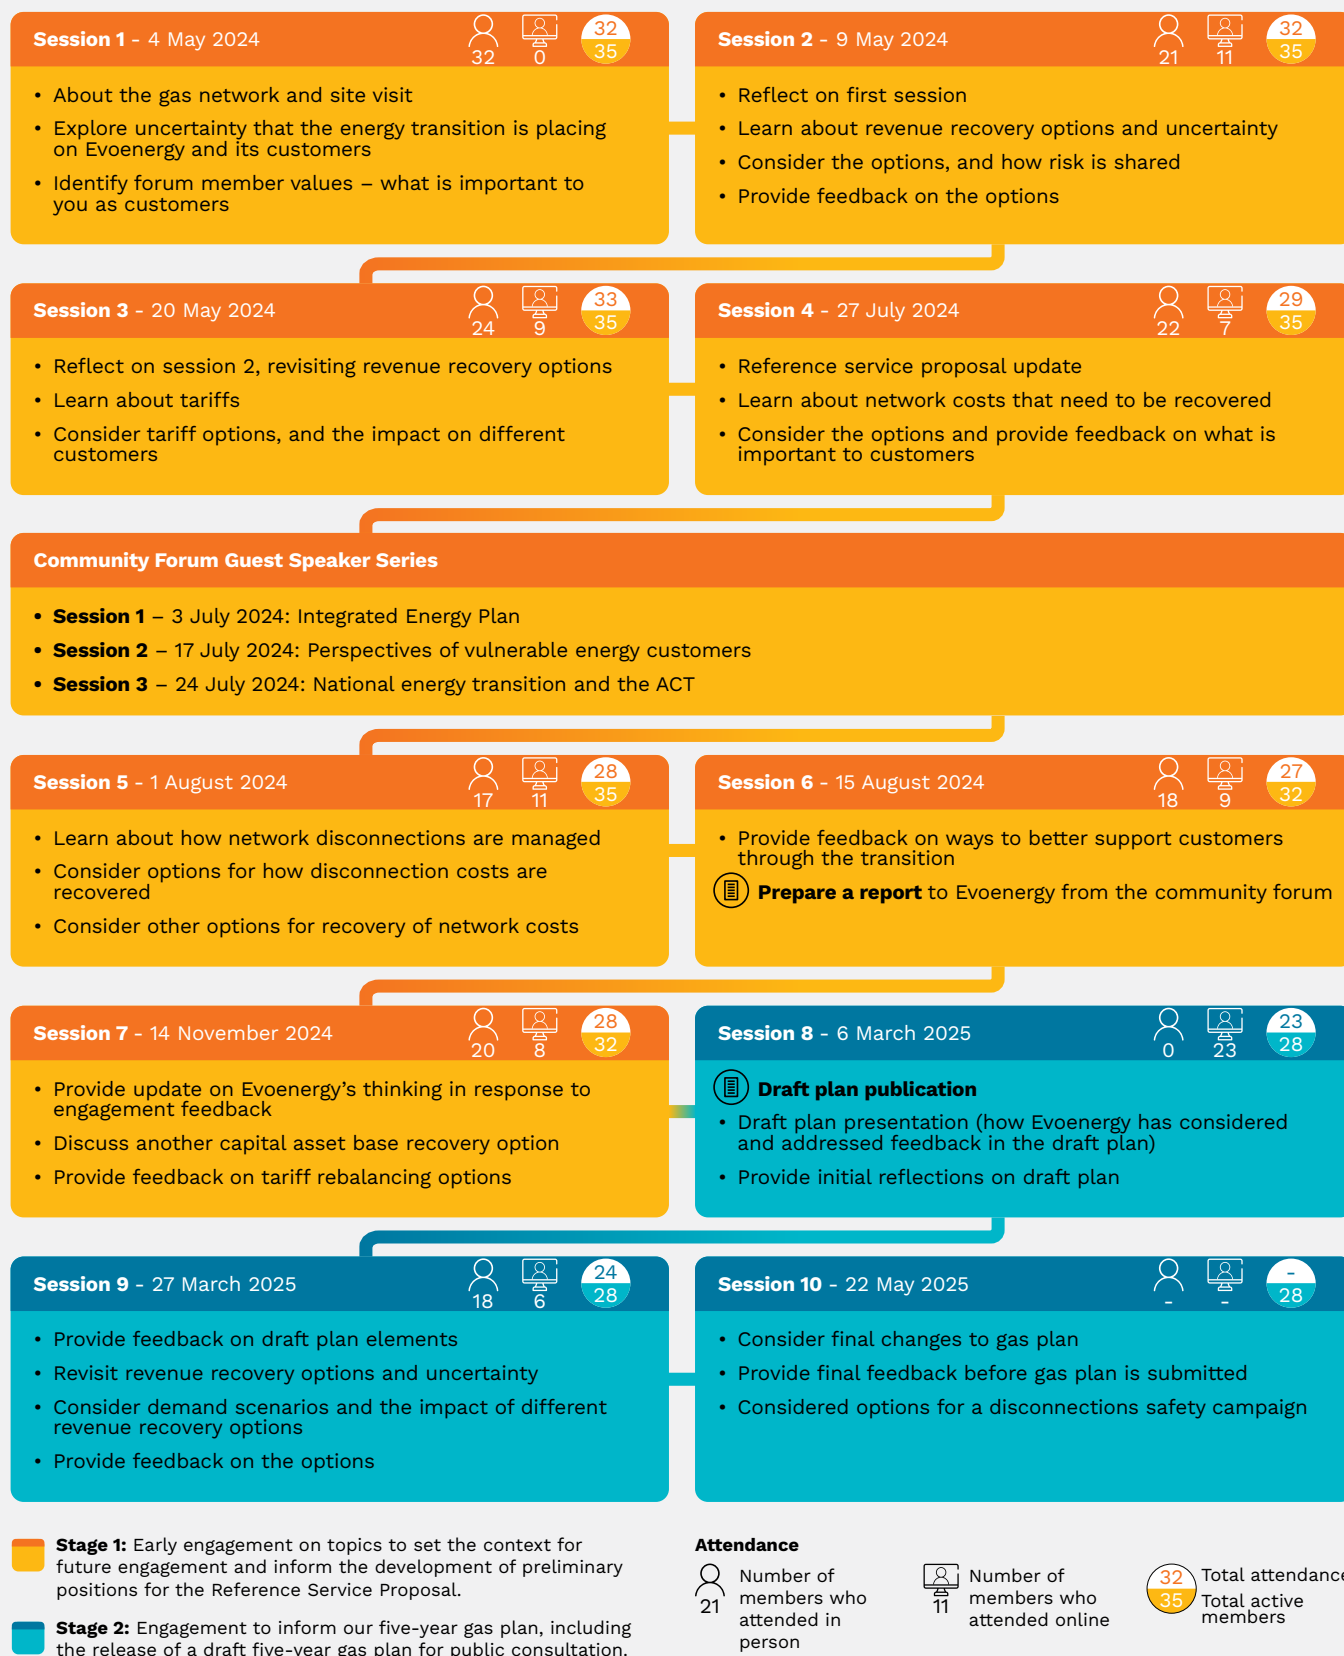 Session 1 - 4 May 2024
32
0
32
35
• About the gas network and site visit
• Explore uncertainty that the energy transition is placing
on Evoenergy and its customers
• Identify forum member values – what is important to
you as customers
Session 2 - 9 May 2024
21
11
32
35
• Reflect on first session
• Learn about revenue recovery options and uncertainty
• Consider the options, and how risk is shared
• Provide feedback on the options
Session 3 - 20 May 2024
24
9
33
35
• Reflect on session 2, revisiting revenue recovery options
• Learn about tariffs
• Consider tariff options, and the impact on different
customers
Session 4 - 27 July 2024
22
7
29
35
• Reference service proposal update
• Learn about network costs that need to be recovered
• Consider the options and provide feedback on what is
important to customers
Community Forum Guest Speaker Series
• Session 1 – 3 July 2024: Integrated Energy Plan
• Session 2 – 17 July 2024: Perspectives of vulnerable energy customers
• Session 3 – 24 July 2024: National energy transition and the ACT
Session 5 - 1 August 2024
17
11
28
35
• Learn about how network disconnections are managed
• Consider options for how disconnection costs are
recovered
• Consider other options for recovery of network costs
Session 6 - 15 August 2024
18
9
27
32
• Provide feedback on ways to better support customers
through the transition
Prepare a report to Evoenergy from the community forum
Session 7 - 14 November 2024
20
8
28
32
• Provide update on Evoenergy’s thinking in response to
engagement feedback
• Discuss another capital asset base recovery option
• Provide feedback on tariff rebalancing options
Session 8 - 6 March 2025
0
23
23
28
Draft plan publication
• Draft plan presentation (how Evoenergy has considered
and addressed feedback in the draft plan)
• Provide initial reflections on draft plan
Session 9 - 27 March 2025
18
6
24
28
• Provide feedback on draft plan elements
• Revisit revenue recovery options and uncertainty
• Consider demand scenarios and the impact of different
revenue recovery options
• Provide feedback on the options
Session 10 - 22 May 2025
-
-
-
28
• Consider final changes to gas plan
• Provide final feedback before gas plan is submitted
• Considered options for a disconnections safety campaign
Stage 1: Early engagement on topics to set the context for
future engagement and inform the development of preliminary
positions for the Reference Service Proposal.
Stage 2: Engagement to inform our five-year gas plan, including
the release of a draft five-year gas plan for public consultation.
Attendance
21
Number of
members who
attended in
person
11
Number of
members who
attended online
32
35
Total attendance
Total active
members